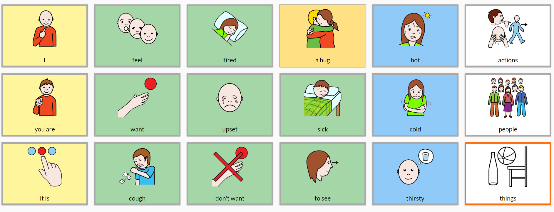 I
feel
tired
a hug
hot
actions
you are
want
upset
sick
cold
people
it is
cough
don't want
to see
thirsty
things